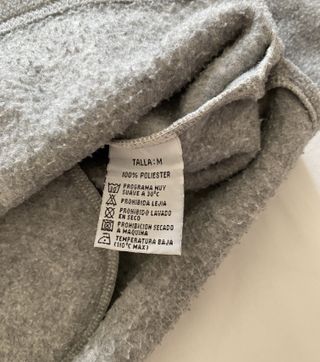 TALLA: M
100% POLIESTER
PROGRAMA MUY
SUAVE A 30°C
PROHIBIDA LEJIA
PROHIBIDO LAVADO
EN SECO
PROHIBICION SECADO
A MAQUINA
TEMPERATURA BAJA
(110°C MAX)